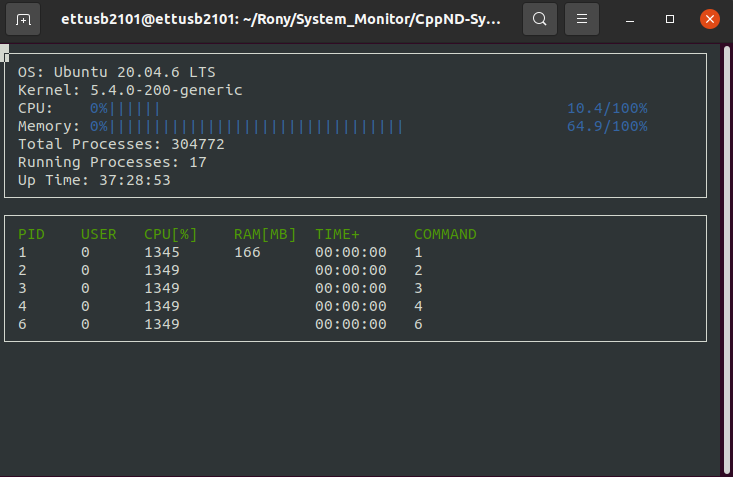 ettusb2101@ettusb2101: ~/Rony/System_Monitor/CppND-Sy...
OS: Ubuntu 20.04.6 LTS
Kernel: 5.4.0-200-generic
CPU: 0%|||||| 10.4/100%
Memory: 0%||||||||||||||||||||||||||||||||| 64.9/100%
Total Processes: 304772
Running Processes: 17
Up Time: 37:28:53
PID USER CPU[%] RAM[MB] TIME+ COMMAND
1 0 1345 166 00:00:00 1
2 0 1349 00:00:00 2
3 0 1349 00:00:00 3
4 0 1349 00:00:00 4
6 0 1349 00:00:00 6